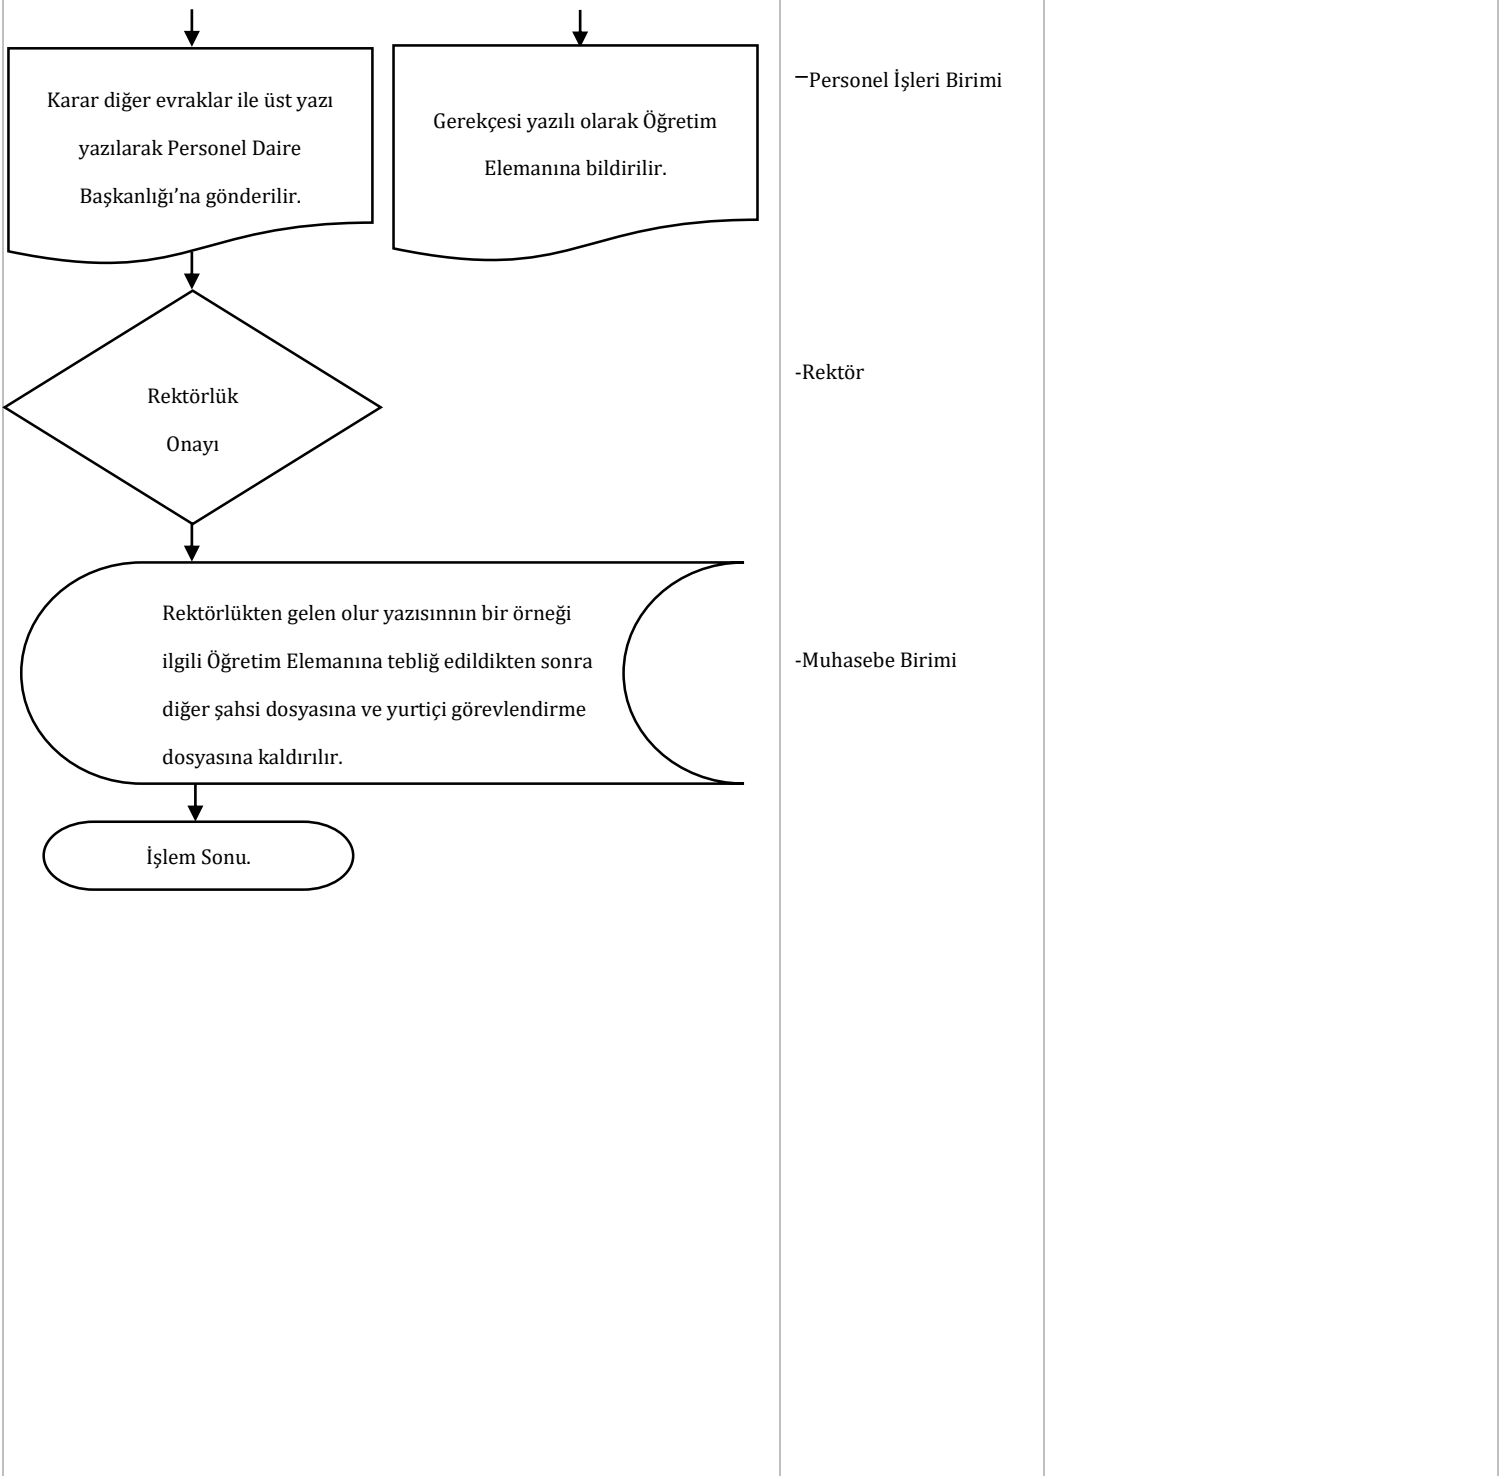 Karar diğer evraklar ile üst yazı
yazılarak Personel Daire
Başkanlığı’na gönderilir.
Gerekçesi yazılı olarak Öğretim
Elemanına bildirilir.
–Personel İşleri Birimi
Rektörlük
Onayı
-Rektör
Rektörlükten gelen olur yazısınnın bir örneği
ilgili Öğretim Elemanına tebliğ edildikten sonra
diğer şahsi dosyasına ve yurtiçi görevlendirme
dosyasına kaldırılır.
-Muhasebe Birimi
İşlem Sonu.